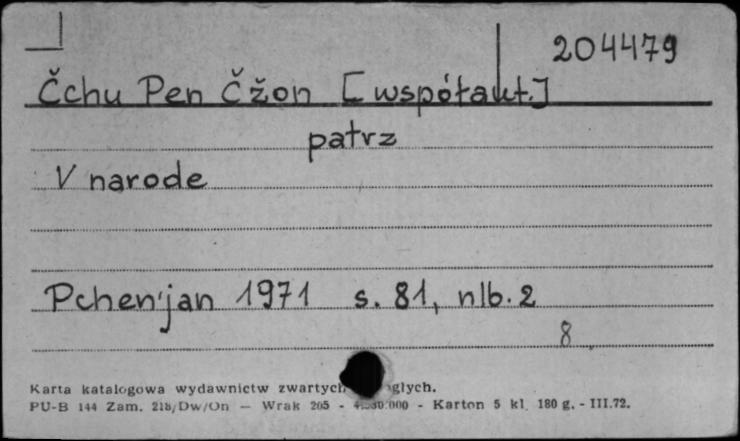 204479
Čchu Pen Čžon [współaut.]
patrz
V narode
Pchen'jan 1971 s. 81, nlb. 2
8
Karta katalogowa wydawnictw zwartych
PU-B 144 Zam. 218/Dw/On — Wrak 205 - - Karton 5 kl. 180 g. - III.72.